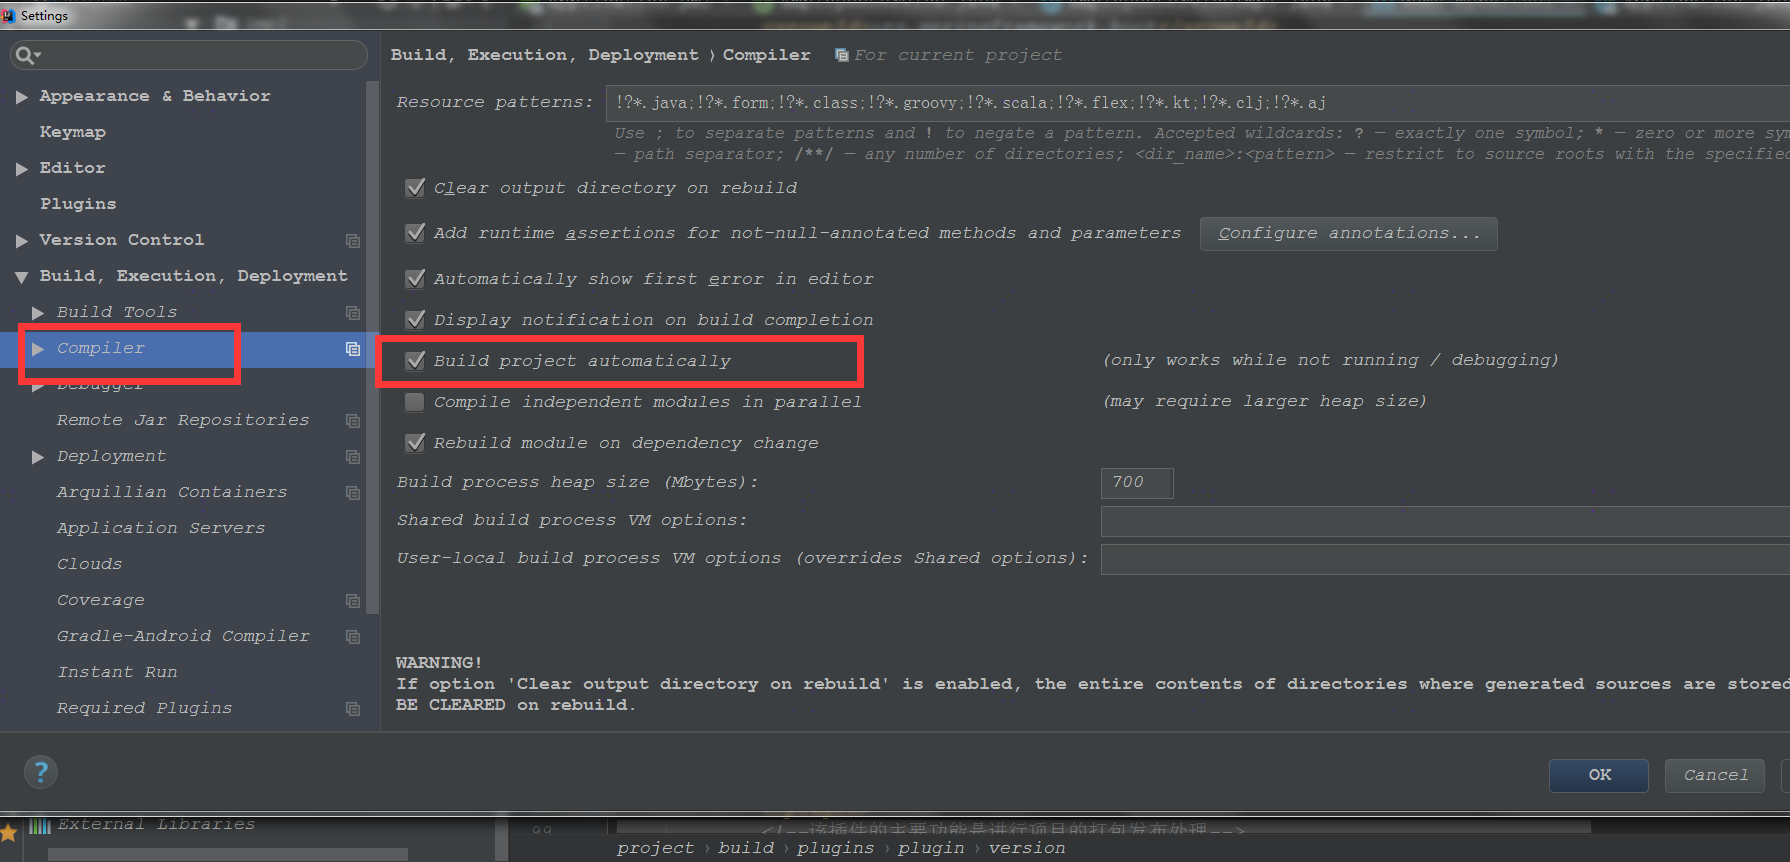 Settings
Appearance & Behavior
Keymap
Editor
Plugins
Version Control
Build, Execution, Deployment
Build Tools
Compiler
Debugger
Remote Jar Repositories
Deployment
Arquillian Containers
Application Servers
Clouds
Coverage
Gradle-Android Compiler
Instant Run
Required Plugins
Build, Execution, Deployment › Compiler For current project
Resource patterns: !?*.java;!?*.form;!?*.class;!?*.groovy;!?*.scala;!?*.flex;!?*.kt;!?*.clj;!?*.aj
Use ; to separate patterns and ! to negate a pattern. Accepted wildcards: ? — exactly one symbol; * — zero or more sym
— path separator; /**/ — any number of directories; <dir_name>:<pattern> — restrict to source roots with the specified
Clear output directory on rebuild
Add runtime assertions for not-null-annotated methods and parameters Configure annotations...
Automatically show first error in editor
Display notification on build completion
Build project automatically (only works while not running / debugging)
Compile independent modules in parallel (may require larger heap size)
Rebuild module on dependency change
Build process heap size (Mbytes): 700
Shared build process VM options:
User-local build process VM options (overrides Shared options):
WARNING!
If option 'Clear output directory on rebuild' is enabled, the entire contents of directories where generated sources are stored
BE CLEARED on rebuild.
? OK Cancel
External Libraries
99 <!--该插件的主要功能是进行项目的打包发布处理-->
project › build › plugins › plugin › version